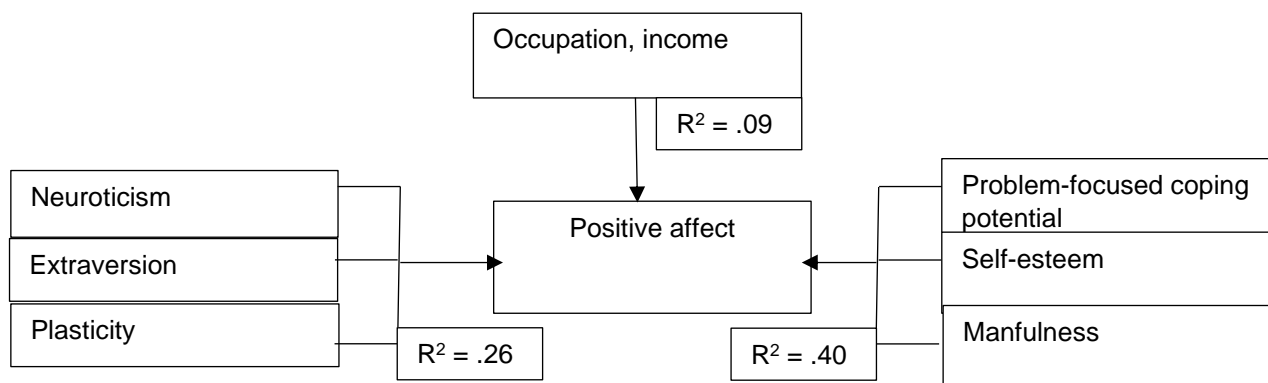 Occupation, income
R² = .09
Neuroticism
Extraversion
Plasticity
R² = .26
Positive affect
Problem-focused coping
potential
Self-esteem
Manfulness
R² = .40